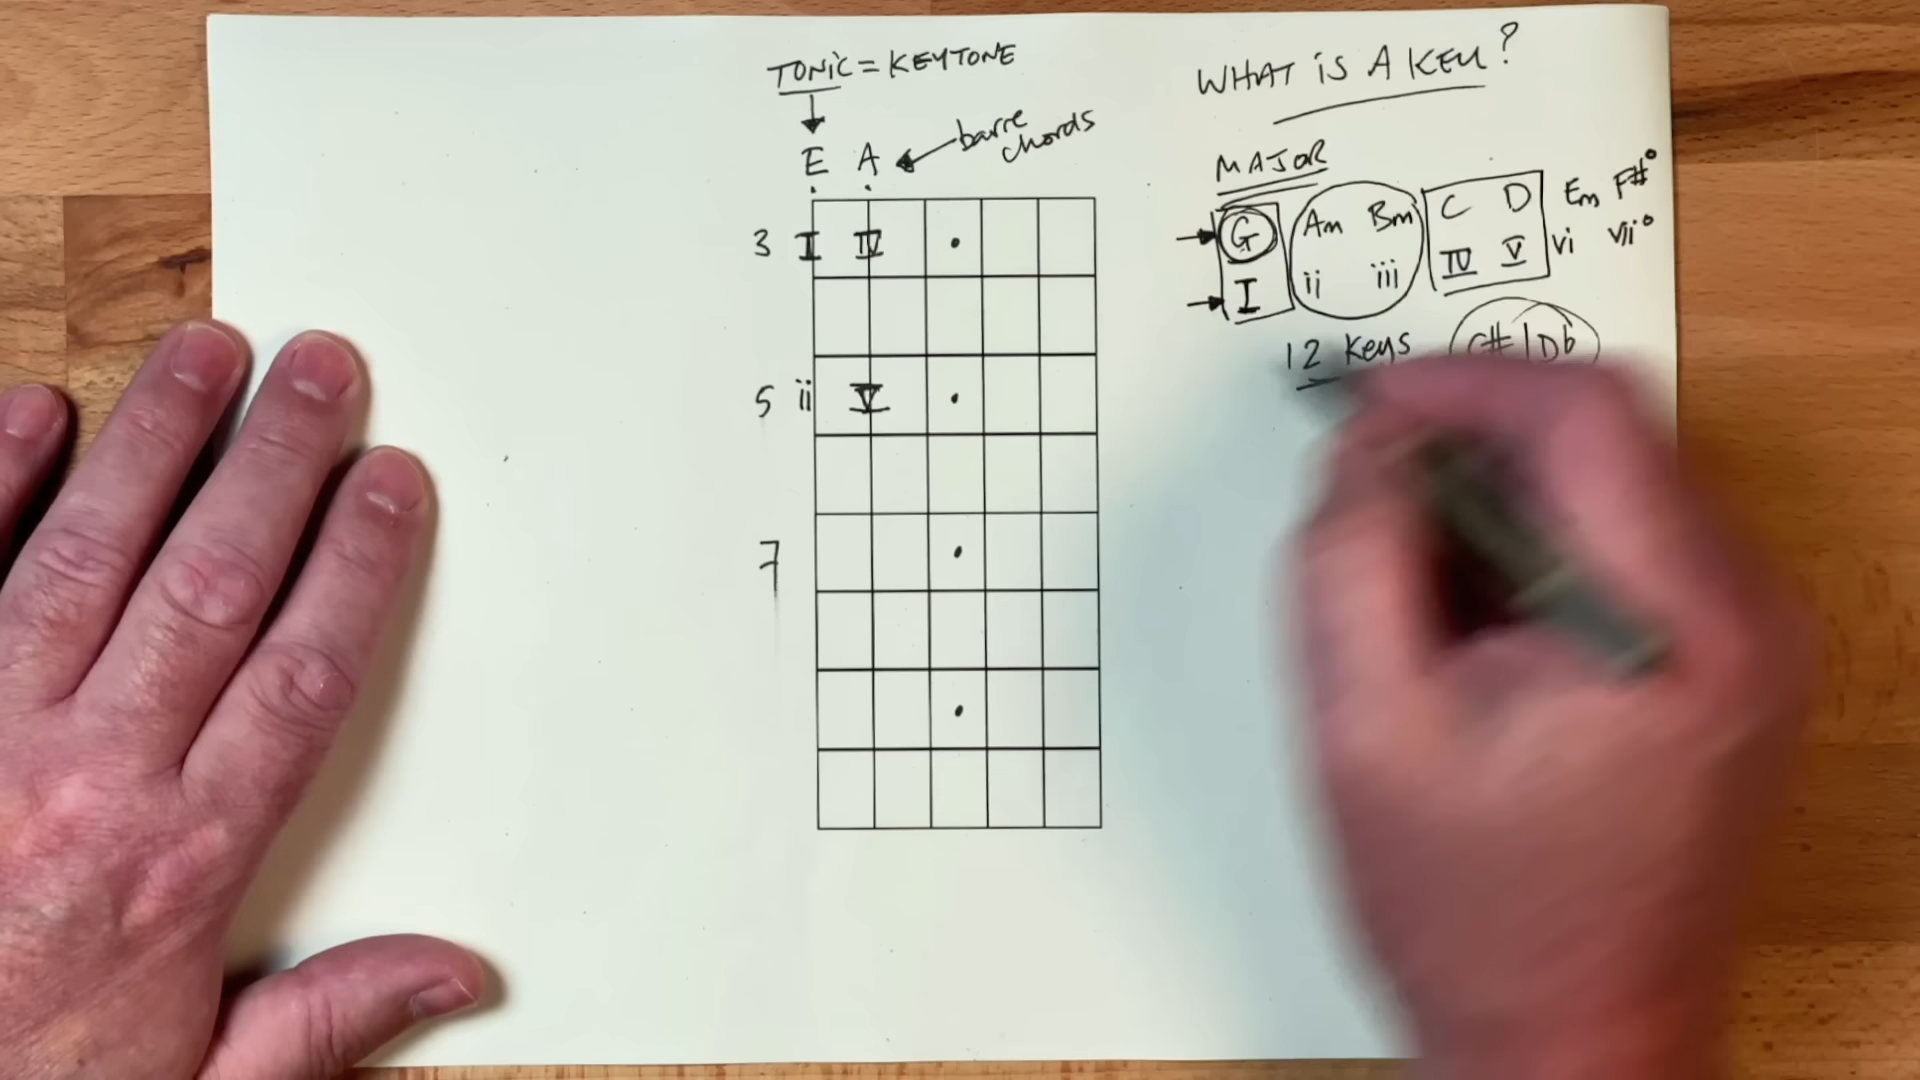 TONIC = KEYTONE
E A
barre
chords
3 I IV
5 ii V
7
WHAT IS A KEY?
MAJOR
G Am Bm C D Em F#°
I ii iii IV V vi vii°
12 Keys C# | Db